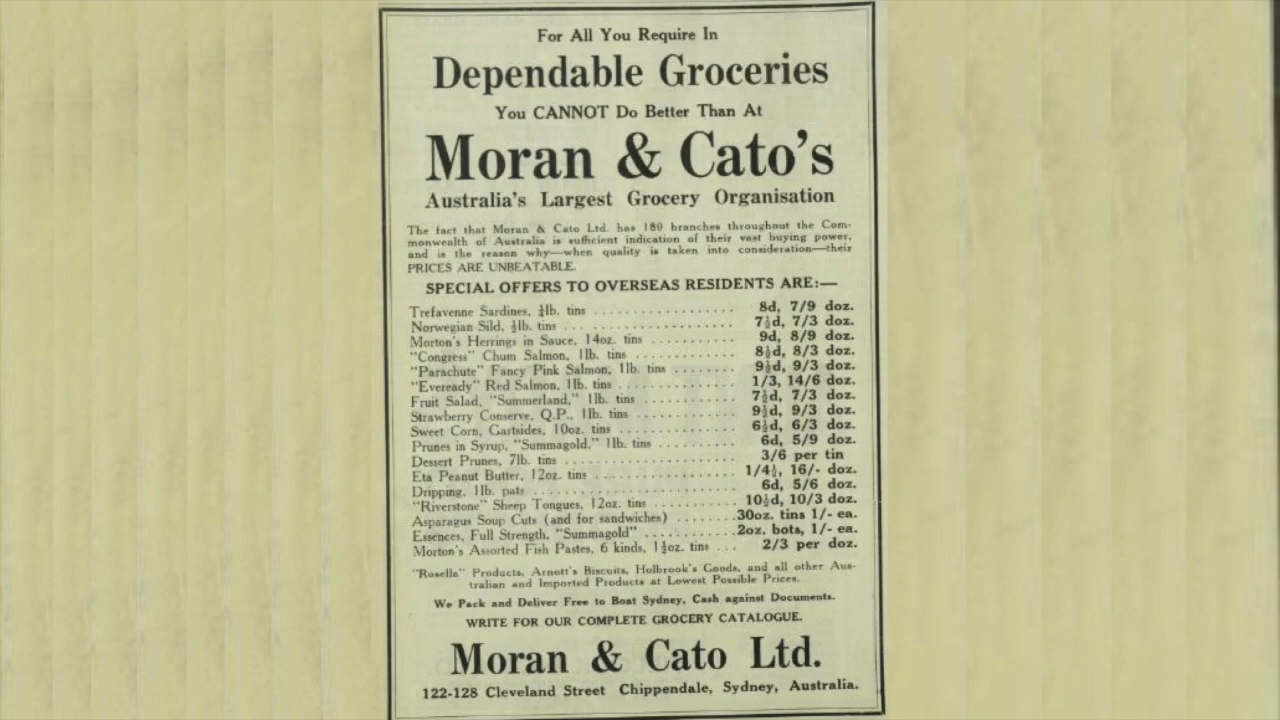 For All You Require In
Dependable Groceries
You CANNOT Do Better Than At
Moran & Cato's
Australia's Largest Grocery Organisation
The fact that Moran & Cato Ltd. has 180 branches throughout the Com-
monwealth of Australia is sufficient indication of their vast buying power,
and is the reason why—when quality is taken into consideration—their
PRICES ARE UNBEATABLE.
SPECIAL OFFERS TO OVERSEAS RESIDENTS ARE:—
Trefavenne Sardines, ¼lb. tins .................... 8d, 7/9 doz.
Norwegian Sild, ½lb. tins ... .................... 7½d, 7/3 doz.
Morton's Herrings in Sauce, 14oz. tins ........... 9d, 8/9 doz.
"Congress" Chum Salmon, 1lb. tins ............. 8½d, 8/3 doz.
"Parachute" Fancy Pink Salmon, 1lb. tins ........ 9½d, 9/3 doz.
"Eveready" Red Salmon, 1lb. tins ................ 1/3, 14/6 doz.
Fruit Salad, "Summerland," 1lb. tins ............ 7½d, 7/3 doz.
Strawberry Conserve, Q.P., 1lb. tins ............. 9½d, 9/3 doz.
Sweet Corn, Gartsides, 10oz. tins ............... 6½d, 6/3 doz.
Prunes in Syrup, "Summagold," 1lb. tins .......... 6d, 5/9 doz.
Dessert Prunes, 7lb. tins ....................... 3/6 per tin
Eta Peanut Butter, 12oz. tins ................... 1/4½, 16/- doz.
Dripping, 1lb. pats ............................ 6d, 5/6 doz.
"Riverstone" Sheep Tongues, 12oz. tins ........... 10½d, 10/3 doz.
Asparagus Soup Cuts (and for sandwiches) ....... 30oz. tins 1/- ea.
Essences, Full Strength, "Summagold" ........... 2oz. bots, 1/- ea.
Morton's Assorted Fish Pastes, 6 kinds, 1½oz. tins ... 2/3 per doz.
"Rosella" Products, Arnott's Biscuits, Holbrook's Goods, and all other Aus-
tralian and Imported Products at Lowest Possible Prices.
We Pack and Deliver Free to Boat Sydney, Cash against Documents.
WRITE FOR OUR COMPLETE GROCERY CATALOGUE.
Moran & Cato Ltd.
122-128 Cleveland Street Chippendale, Sydney, Australia.